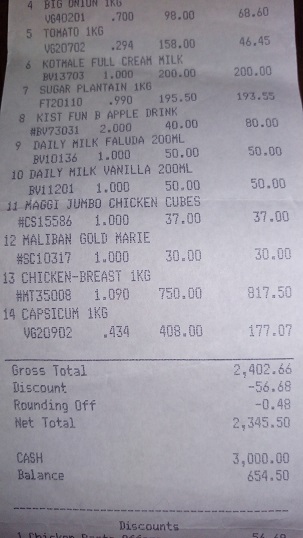 4 BIG ONION 1KG
VG40201 .700 98.00 68.60
5 TOMATO 1KG
VG20702 .294 158.00 46.45
6 KOTMALE FULL CREAM MILK
BV13703 1.000 200.00 200.00
7 SUGAR PLANTAIN 1KG
FT20110 .990 195.50 193.55
8 KIST FUN B APPLE DRINK
#BV73031 2.000 40.00 80.00
9 DAILY MILK FALUDA 200ML
BV10136 1.000 50.00 50.00
10 DAILY MILK VANILLA 200ML
BV11201 1.000 50.00 50.00
11 MAGGI JUMBO CHICKEN CUBES
#CS15586 1.000 37.00 37.00
12 MALIBAN GOLD MARIE
#SC10317 1.000 30.00 30.00
13 CHICKEN-BREAST 1KG
#MT35008 1.090 750.00 817.50
14 CAPSICUM 1KG
VG20902 .434 408.00 177.07
Gross Total 2,402.66
Discount -56.68
Rounding Off -0.48
Net Total 2,345.50
CASH 3,000.00
Balance 654.50
Discounts
1 Chicken